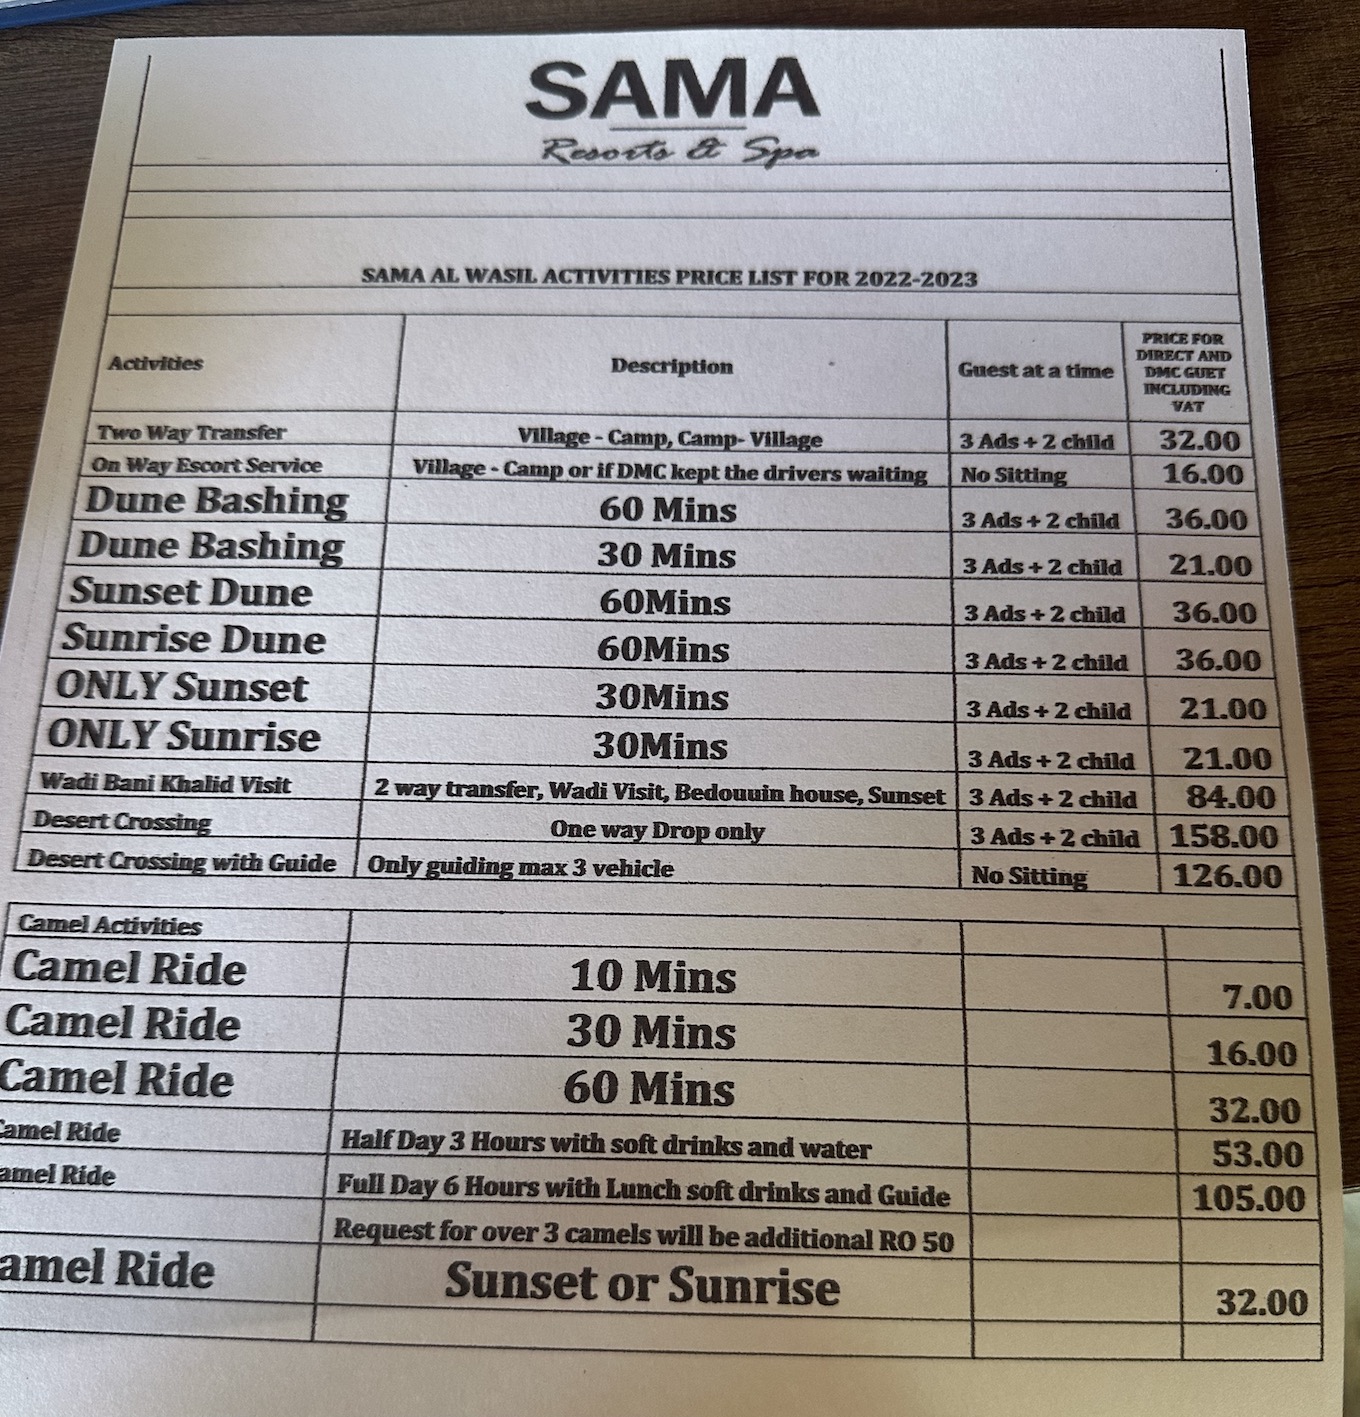 SAMA
Resorts & Spa
SAMA AL WASIL ACTIVITIES PRICE LIST FOR 2022-2023
Activities Description Guest at a time PRICE FOR DIRECT AND DMC GUET INCLUDING VAT
Two Way Transfer Village - Camp, Camp- Village 3 Ads + 2 child 32.00
On Way Escort Service Village - Camp or if DMC kept the drivers waiting No Sitting 16.00
Dune Bashing 60 Mins 3 Ads + 2 child 36.00
Dune Bashing 30 Mins 3 Ads + 2 child 21.00
Sunset Dune 60Mins 3 Ads + 2 child 36.00
Sunrise Dune 60Mins 3 Ads + 2 child 36.00
ONLY Sunset 30Mins 3 Ads + 2 child 21.00
ONLY Sunrise 30Mins 3 Ads + 2 child 21.00
Wadi Bani Khalid Visit 2 way transfer, Wadi Visit, Bedouuin house, Sunset 3 Ads + 2 child 84.00
Desert Crossing One way Drop only 3 Ads + 2 child 158.00
Desert Crossing with Guide Only guiding max 3 vehicle No Sitting 126.00
Camel Activities
Camel Ride 10 Mins 7.00
Camel Ride 30 Mins 16.00
Camel Ride 60 Mins 32.00
Camel Ride Half Day 3 Hours with soft drinks and water 53.00
amel Ride Full Day 6 Hours with Lunch soft drinks and Guide 105.00
Request for over 3 camels will be additional RO 50
amel Ride Sunset or Sunrise 32.00